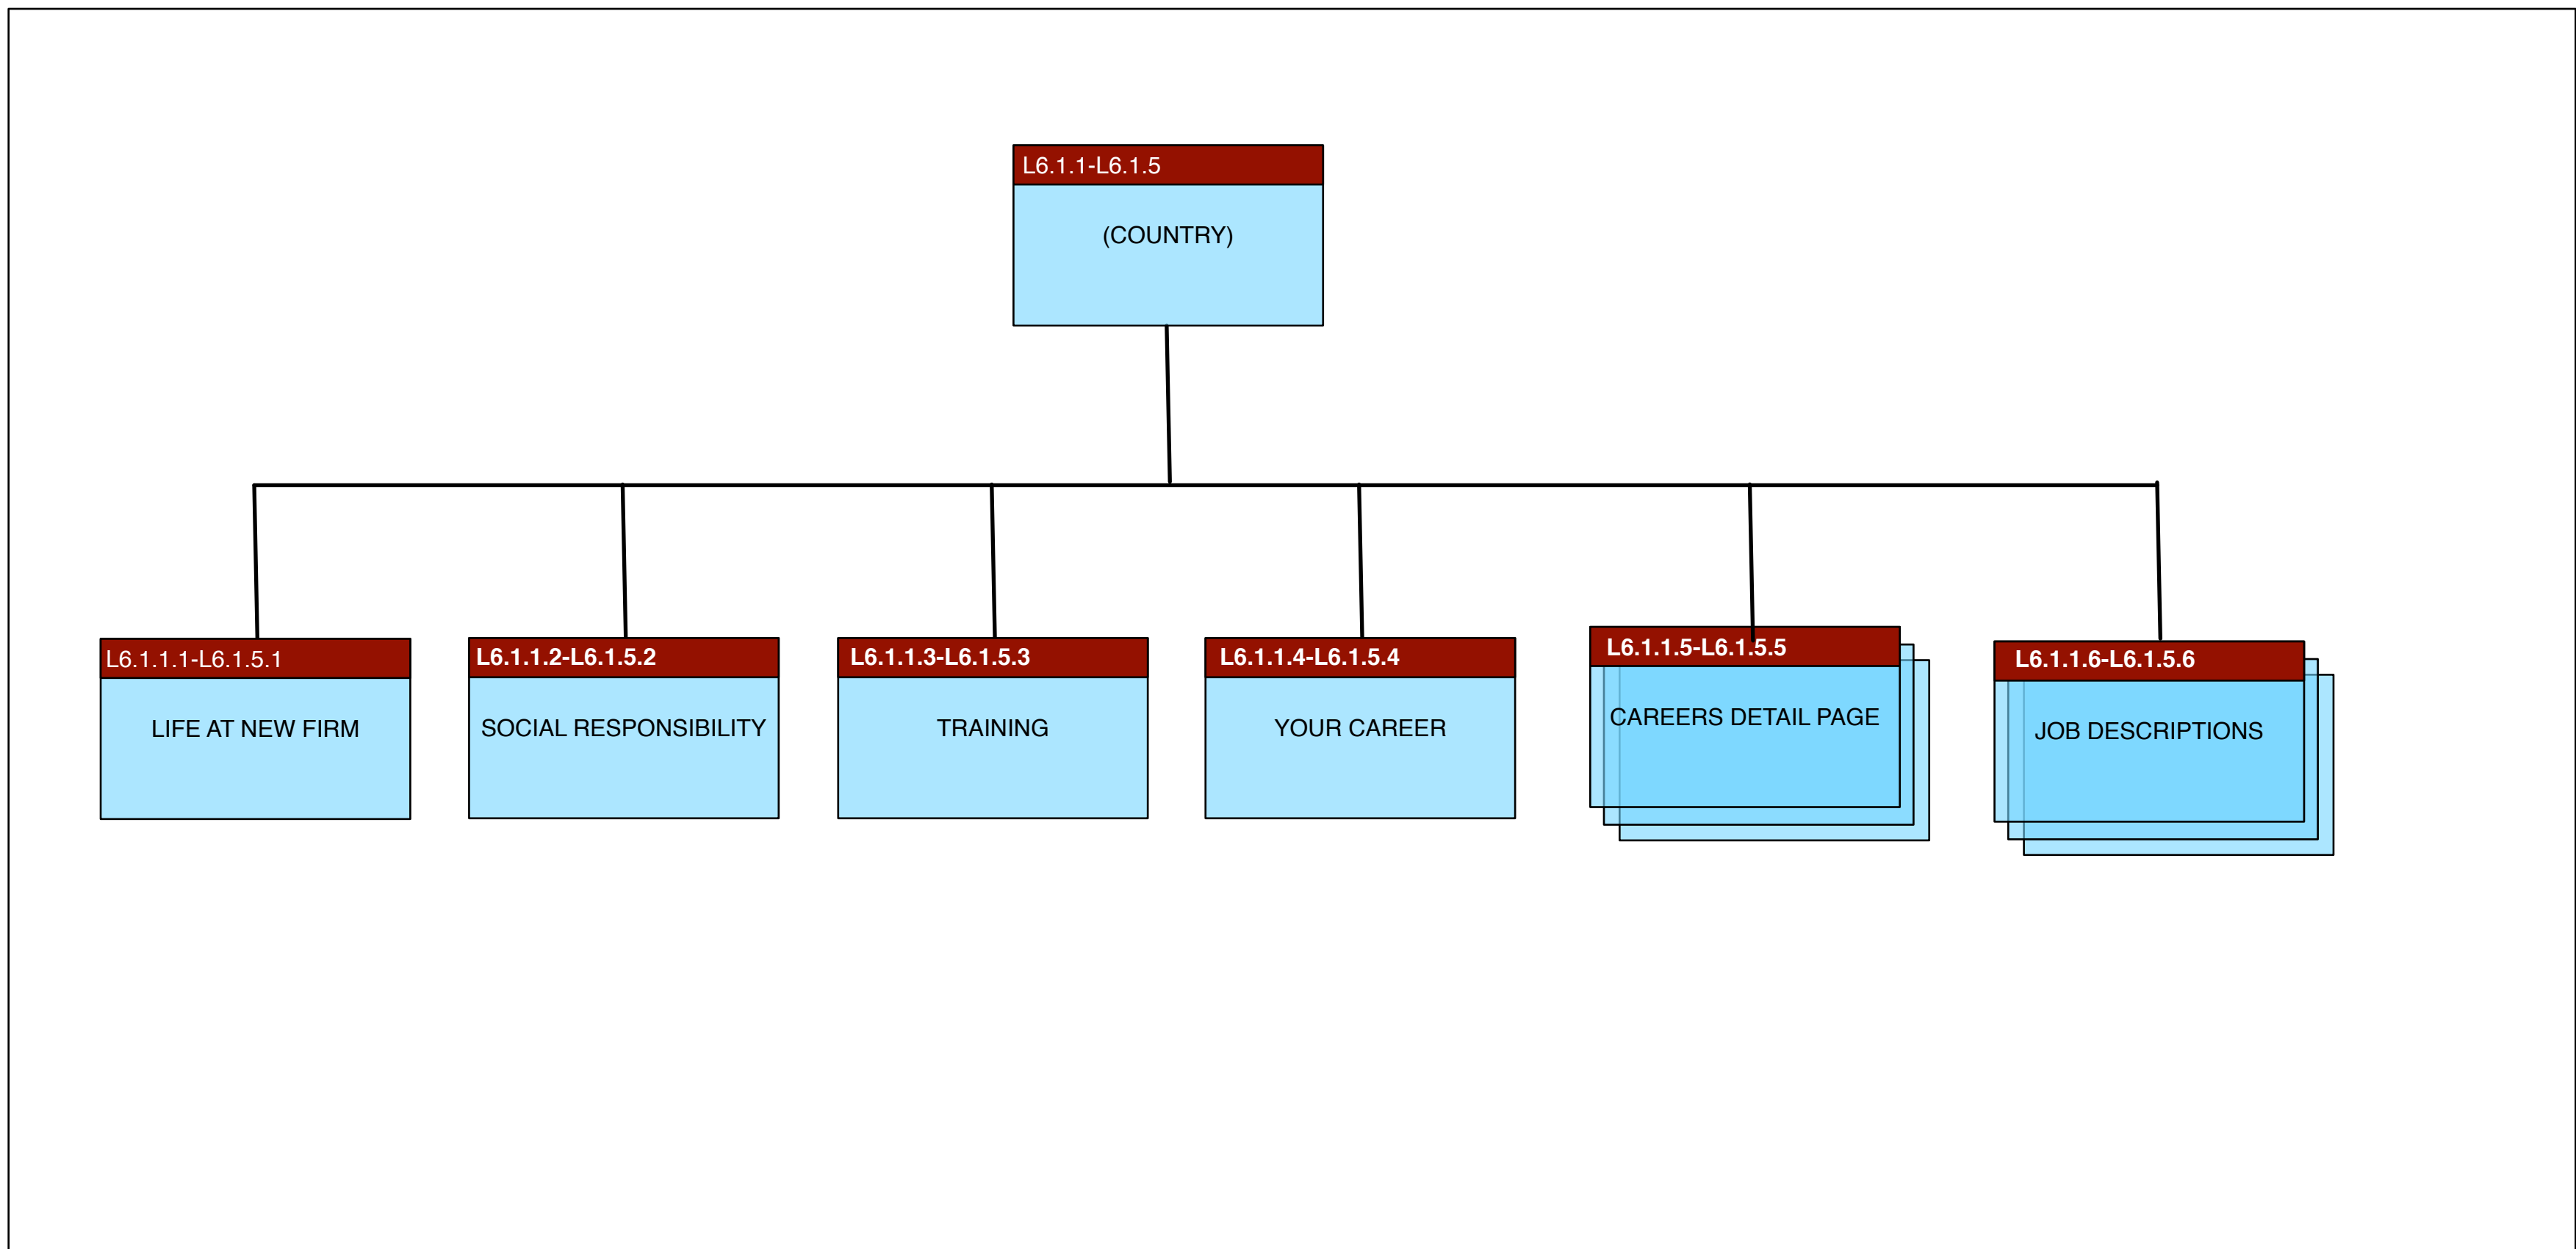 L6.1.1-L6.1.5
(COUNTRY)
L6.1.1.1-L6.1.5.1
LIFE AT NEW FIRM
L6.1.1.2-L6.1.5.2
SOCIAL RESPONSIBILITY
L6.1.1.3-L6.1.5.3
TRAINING
L6.1.1.4-L6.1.5.4
YOUR CAREER
L6.1.1.5-L6.1.5.5
CAREERS DETAIL PAGE
L6.1.1.6-L6.1.5.6
JOB DESCRIPTIONS